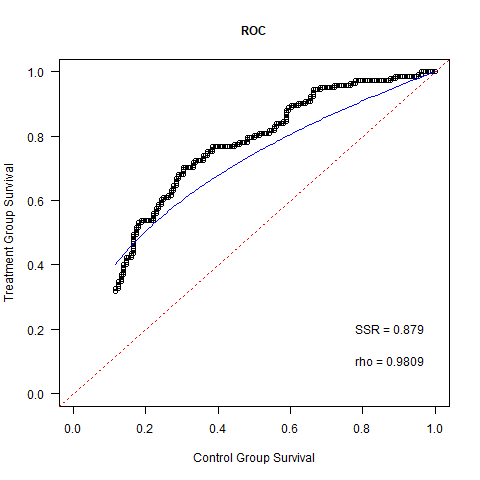 ROC
Treatment Group Survival
1.0
0.8
0.6
0.4
0.2
0.0
SSR = 0.879
rho = 0.9809
0.0 0.2 0.4 0.6 0.8 1.0
Control Group Survival